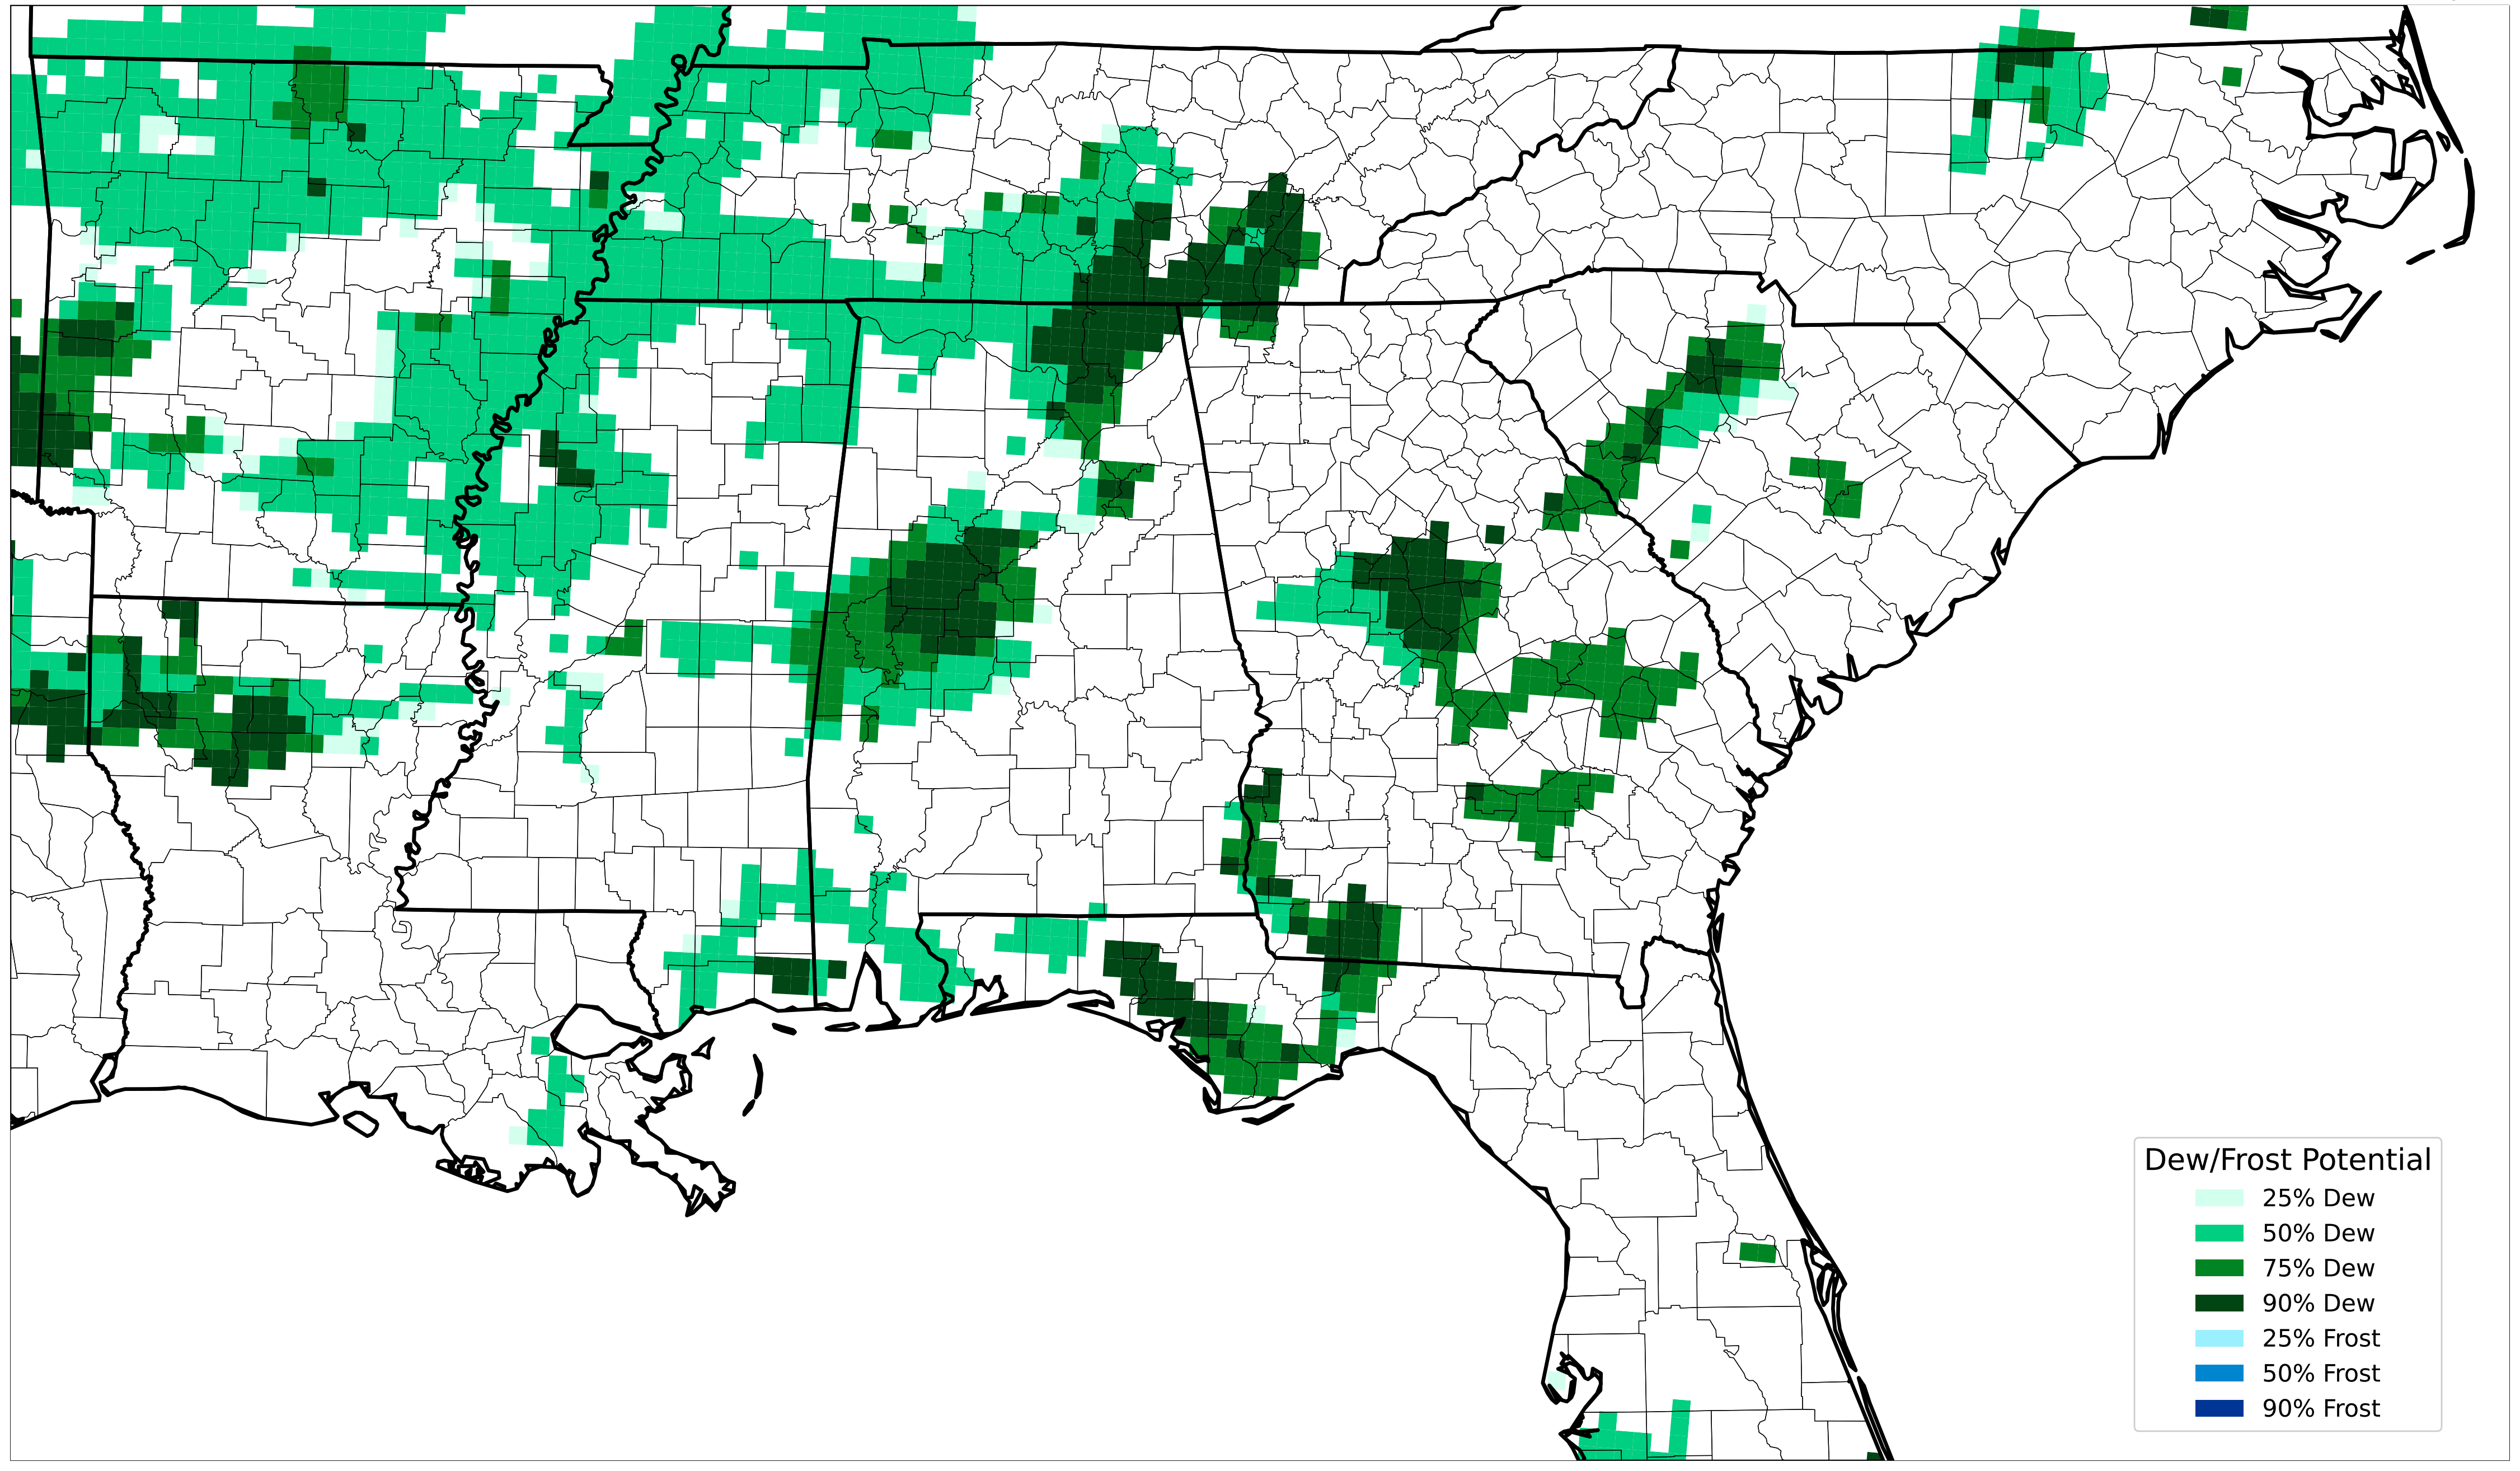 Dew/Frost Potential
25% Dew
50% Dew
75% Dew
90% Dew
25% Frost
50% Frost
90% Frost